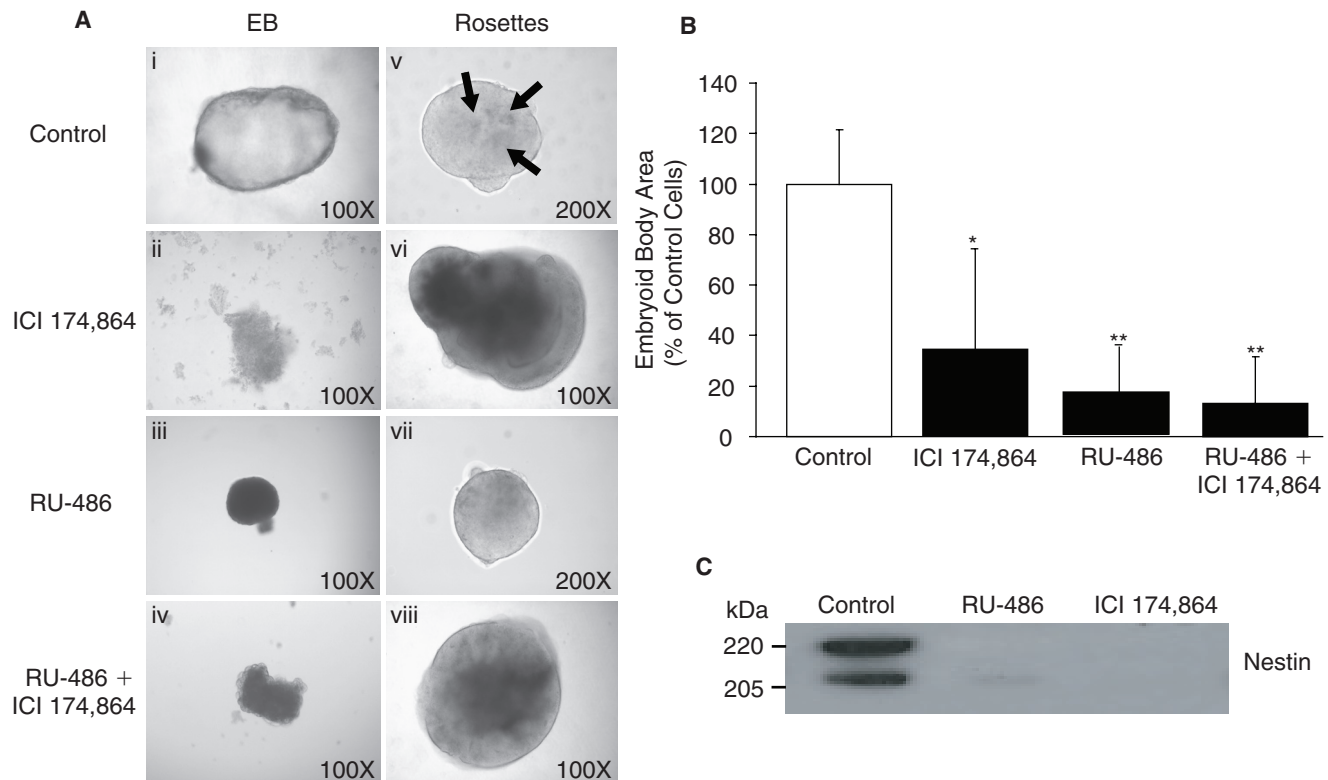 A
EB
Rosettes
Control
i
100X
v
200X
ICI 174,864
ii
100X
vi
100X
RU-486
iii
100X
vii
200X
RU-486 +
ICI 174,864
iv
100X
viii
100X
B
Embryoid Body Area
(% of Control Cells)
140
120
100
80
60
40
20
0
*
**
**
Control
ICI 174,864
RU-486
RU-486 +
ICI 174,864
C
kDa
Control
RU-486
ICI 174,864
220
205
Nestin